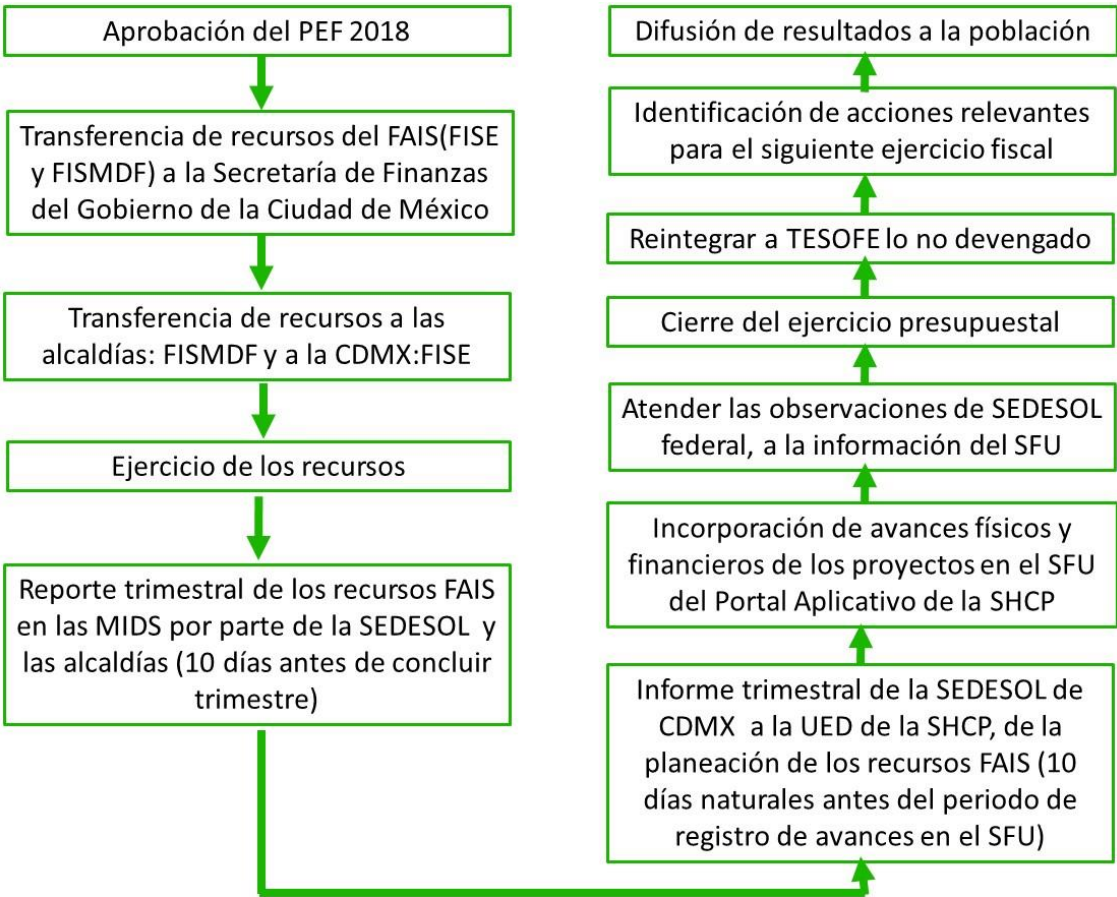 Aprobación del PEF 2018
Transferencia de recursos del FAIS(FISE
y FISMDF) a la Secretaría de Finanzas
del Gobierno de la Ciudad de México
Transferencia de recursos a las
alcaldías: FISMDF y a la CDMX:FISE
Ejercicio de los recursos
Reporte trimestral de los recursos FAIS
en las MIDS por parte de la SEDESOL y
las alcaldías (10 días antes de concluir
trimestre)
Informe trimestral de la SEDESOL de
CDMX a la UED de la SHCP, de la
planeación de los recursos FAIS (10
días naturales antes del periodo de
registro de avances en el SFU)
Incorporación de avances físicos y
financieros de los proyectos en el SFU
del Portal Aplicativo de la SHCP
Atender las observaciones de SEDESOL
federal, a la información del SFU
Cierre del ejercicio presupuestal
Reintegrar a TESOFE lo no devengado
Identificación de acciones relevantes
para el siguiente ejercicio fiscal
Difusión de resultados a la población